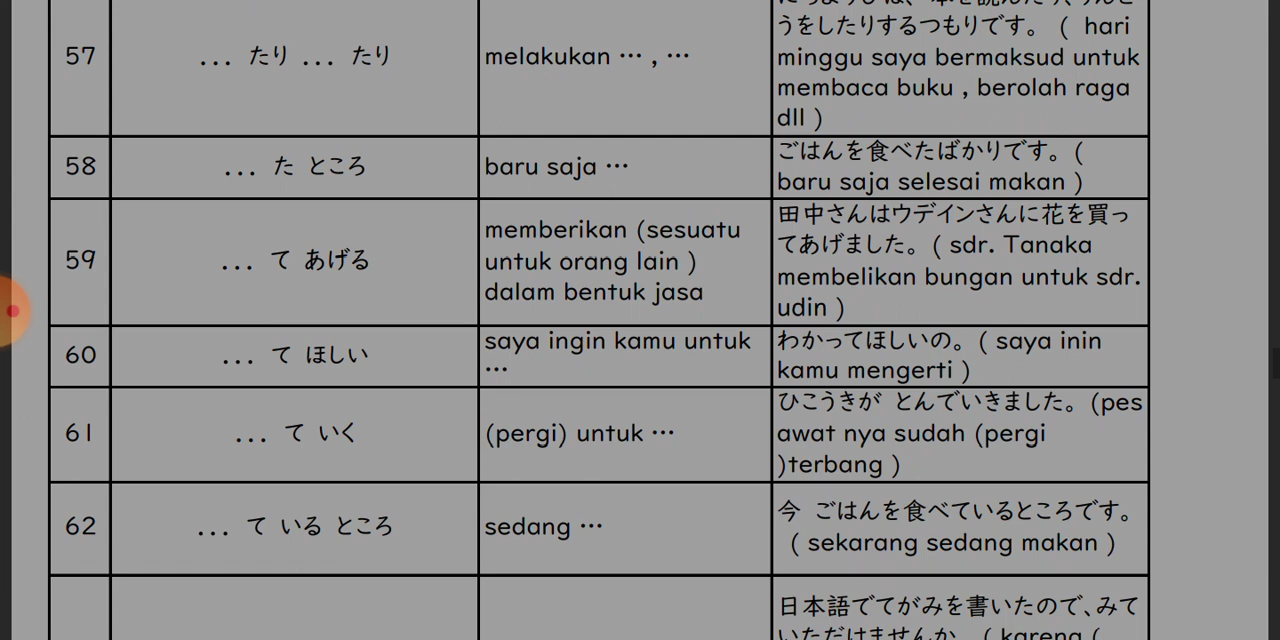 57
... たり ... たり
melakukan … , …
うをしたりするつもりです。 ( hari
minggu saya bermaksud untuk
membaca buku , berolah raga
dll )
58
... た ところ
baru saja …
ごはんを食べたばかりです。(
baru saja selesai makan )
59
... て あげる
memberikan (sesuatu
untuk orang lain )
dalam bentuk jasa
田中さんはウデインさんに花を買っ
てあげました。( sdr. Tanaka
membelikan bungan untuk sdr.
udin )
60
... て ほしい
saya ingin kamu untuk
…
わかってほしいの。( saya inin
kamu mengerti )
61
... て いく
(pergi) untuk …
ひこうきが とんでいきました。(pes
awat nya sudah (pergi
)terbang )
62
... て いる ところ
sedang …
今 ごはんを食べているところです。
( sekarang sedang makan )
日本語でてがみを書いたので、みて
いただけませんか。( karena (